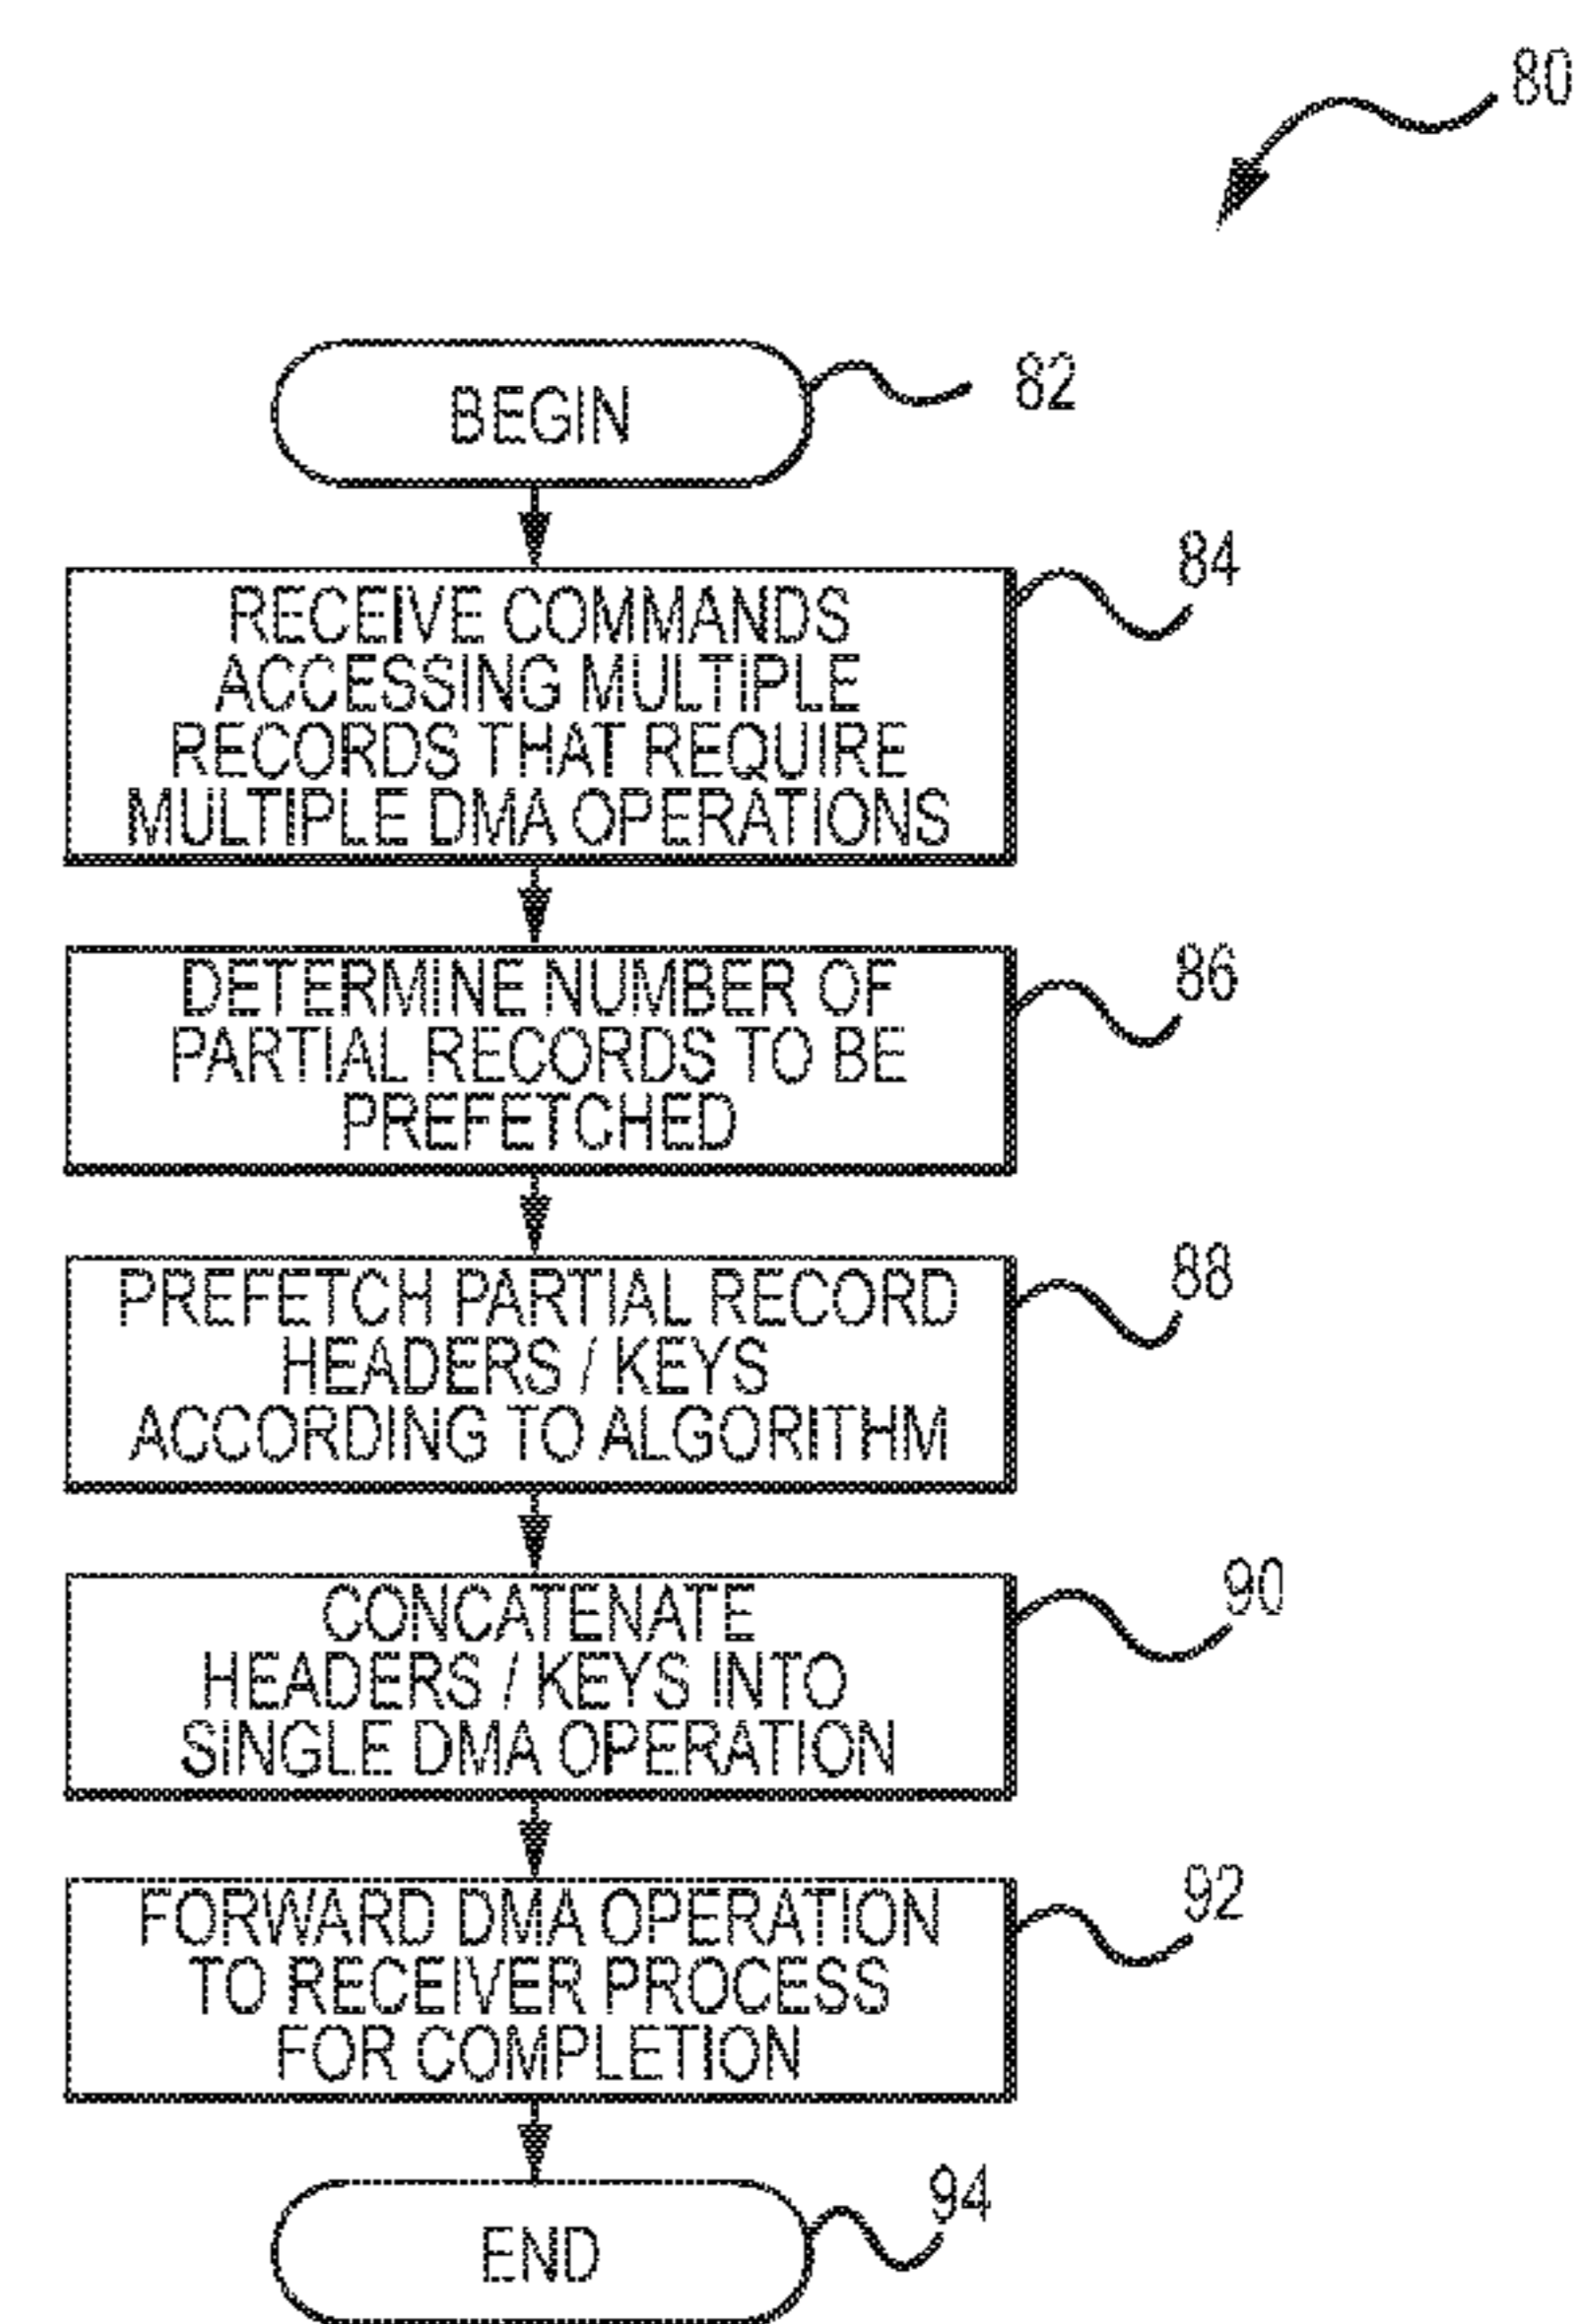 80
BEGIN
82
RECEIVE COMMANDS
ACCESSING MULTIPLE
RECORDS THAT REQUIRE
MULTIPLE DMA OPERATIONS
84
DETERMINE NUMBER OF
PARTIAL RECORDS TO BE
PREFETCHED
86
PREFETCH PARTIAL RECORD
HEADERS / KEYS
ACCORDING TO ALGORITHM
88
CONCATENATE
HEADERS / KEYS INTO
SINGLE DMA OPERATION
90
FORWARD DMA OPERATION
TO RECEIVER PROCESS
FOR COMPLETION
92
END
94